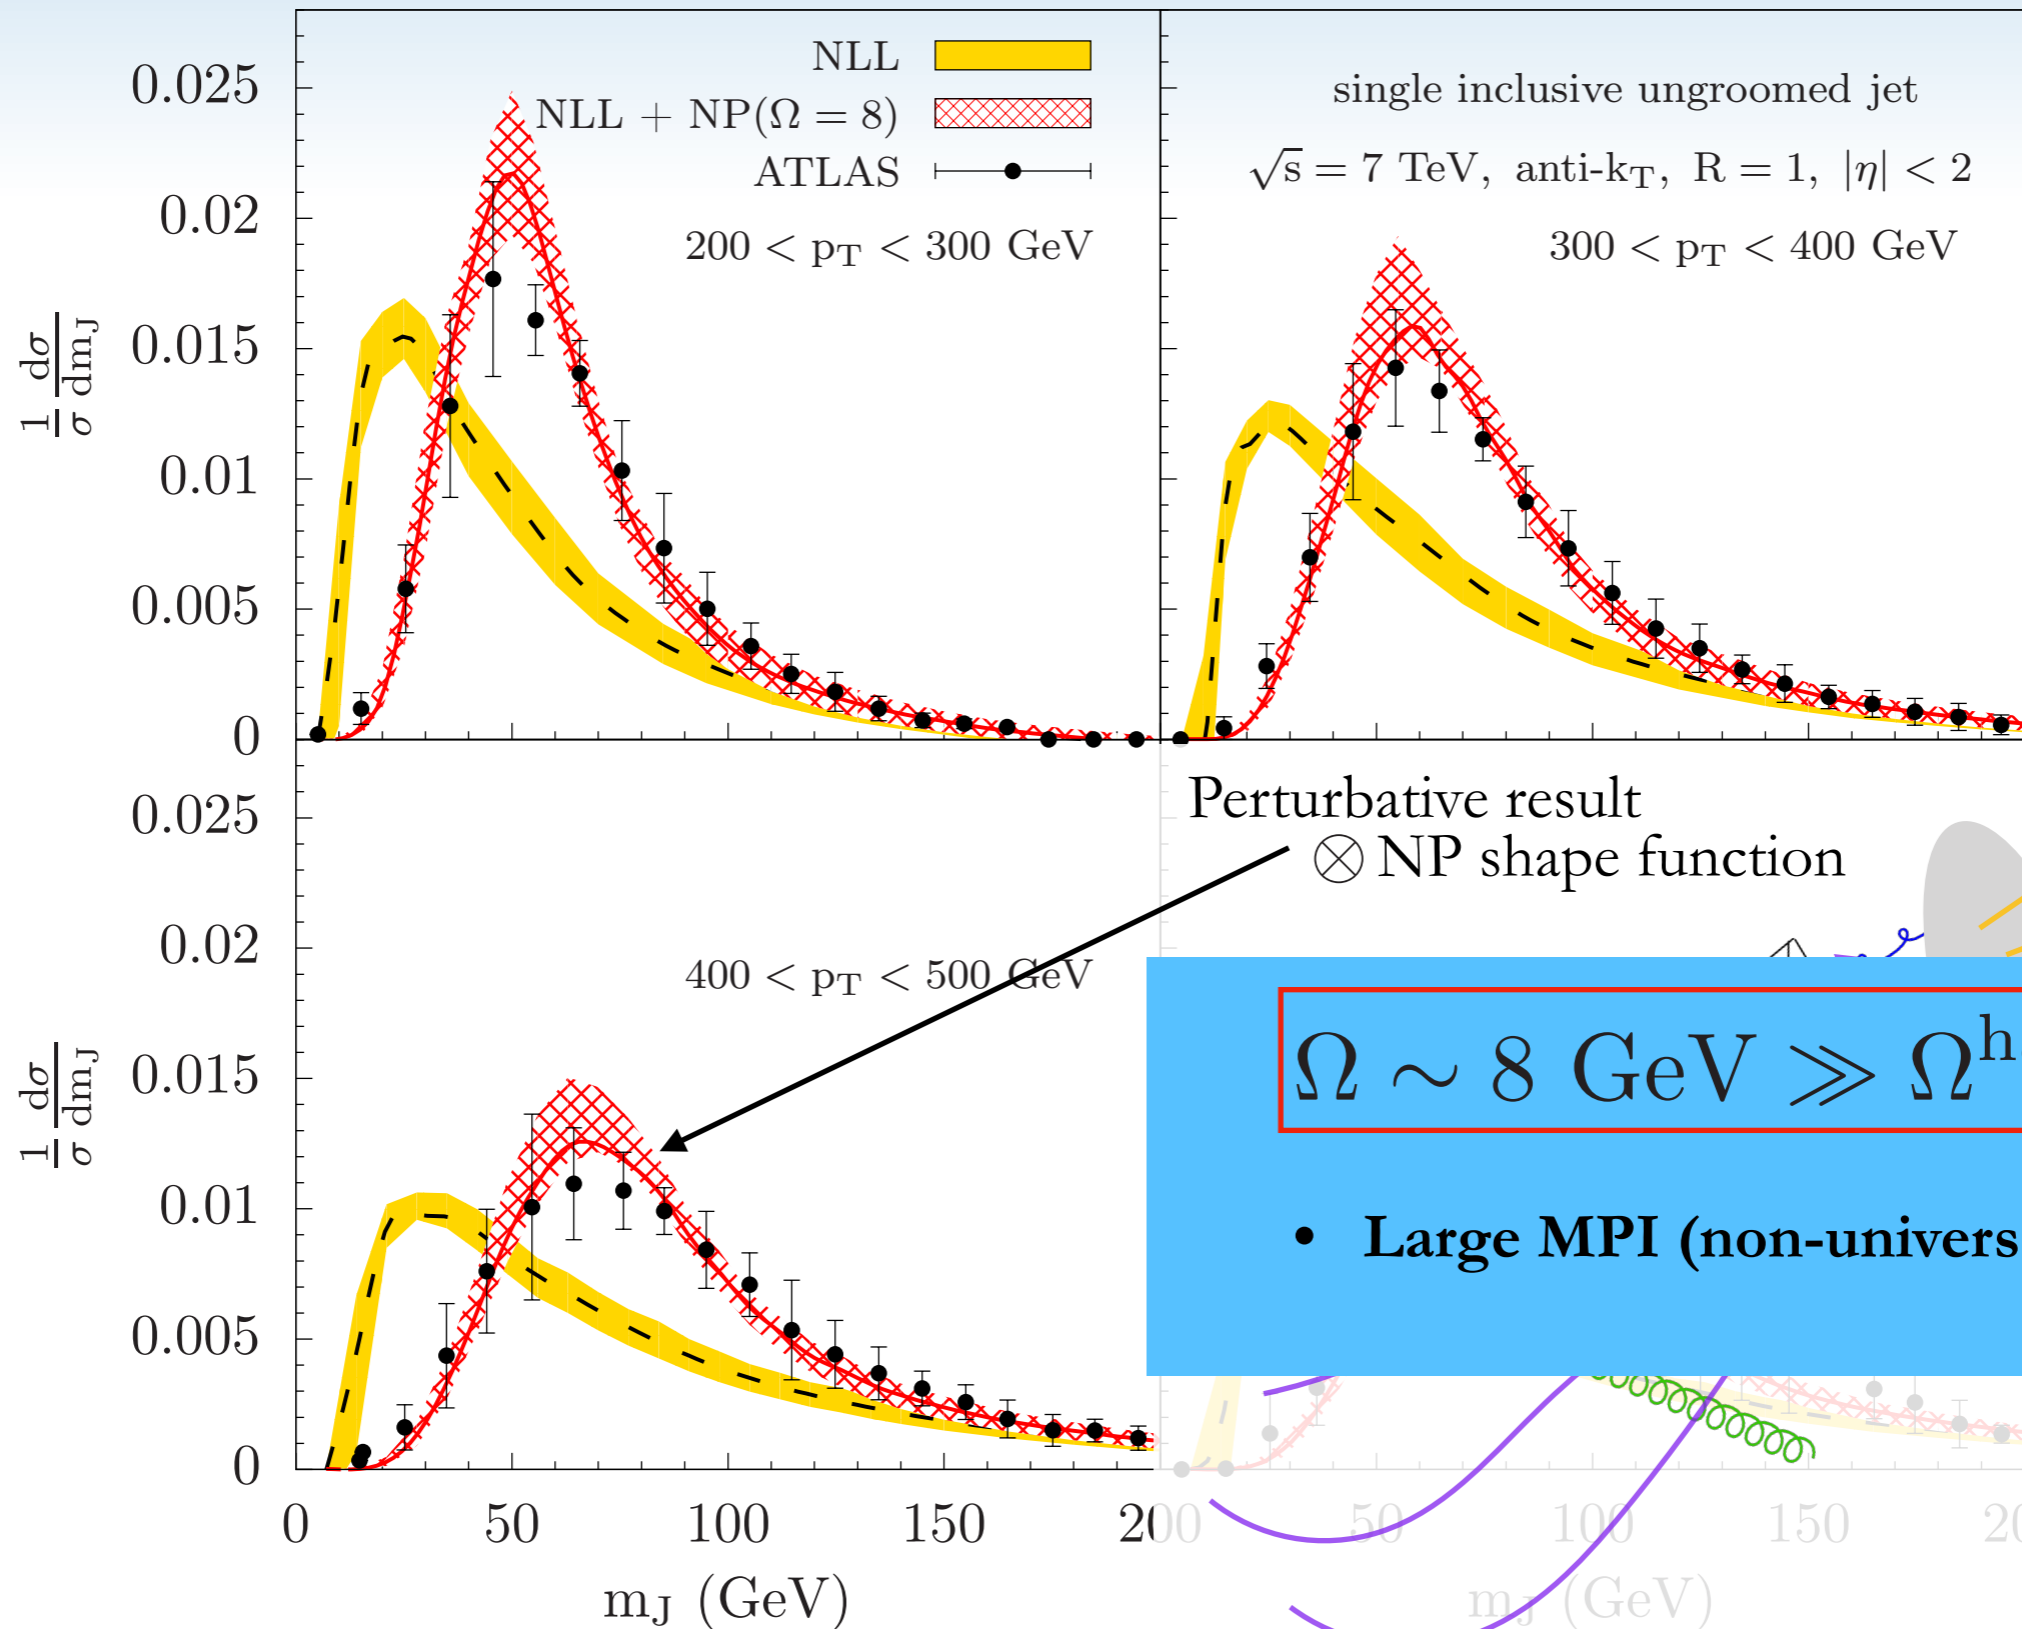 NLL
NLL + NP(Ω = 8)
ATLAS
200 < p_T < 300 GeV
0.025
0.02
0.015
0.01
0.005
0
1/σ dσ/dm_J
single inclusive ungroomed jet
√s = 7 TeV, anti-k_T, R = 1, |η| < 2
300 < p_T < 400 GeV
0.025
0.02
0.015
0.01
0.005
0
1/σ dσ/dm_J
400 < p_T < 500 GeV
0 50 100 150
m_J (GeV)
Perturbative result
⊗ NP shape function
Ω ∼ 8 GeV ≫ Ω^h
• Large MPI (non-univers
50 100 150
m_J (GeV)